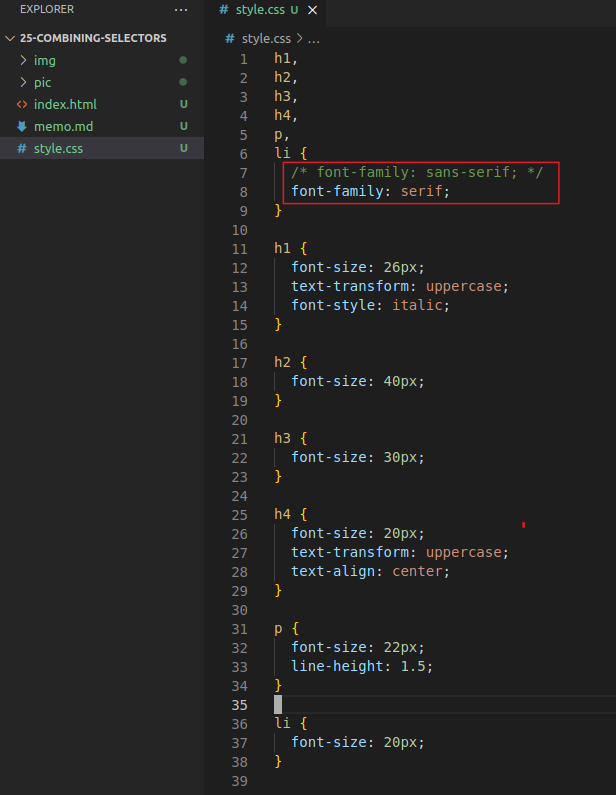 EXPLORER ...
25-COMBINING-SELECTORS
img
pic
index.html U
memo.md U
style.css U
# style.css U
# style.css > ...
1 h1,
2 h2,
3 h3,
4 h4,
5 p,
6 li {
7 /* font-family: sans-serif; */
8 font-family: serif;
9 }
10
11 h1 {
12 font-size: 26px;
13 text-transform: uppercase;
14 font-style: italic;
15 }
16
17 h2 {
18 font-size: 40px;
19 }
20
21 h3 {
22 font-size: 30px;
23 }
24
25 h4 {
26 font-size: 20px;
27 text-transform: uppercase;
28 text-align: center;
29 }
30
31 p {
32 font-size: 22px;
33 line-height: 1.5;
34 }
35
36 li {
37 font-size: 20px;
38 }
39